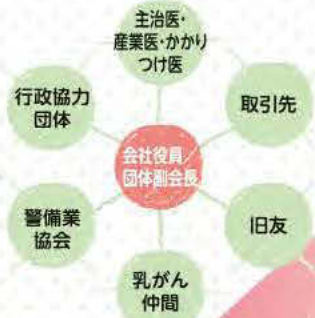 主治医・
産業医・かかり
つけ医
行政協力
団体
取引先
会社役員
団体副会長
警備業
協会
旧友
乳がん
仲間